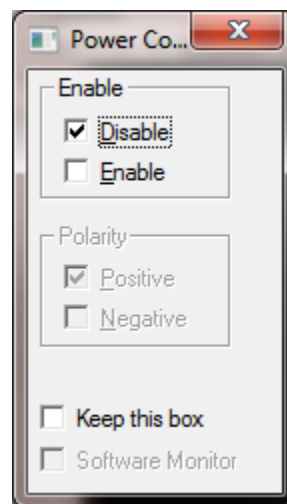 Power Co...
Enable
Disable
Enable
Polarity
Positive
Negative
Keep this box
Software Monitor